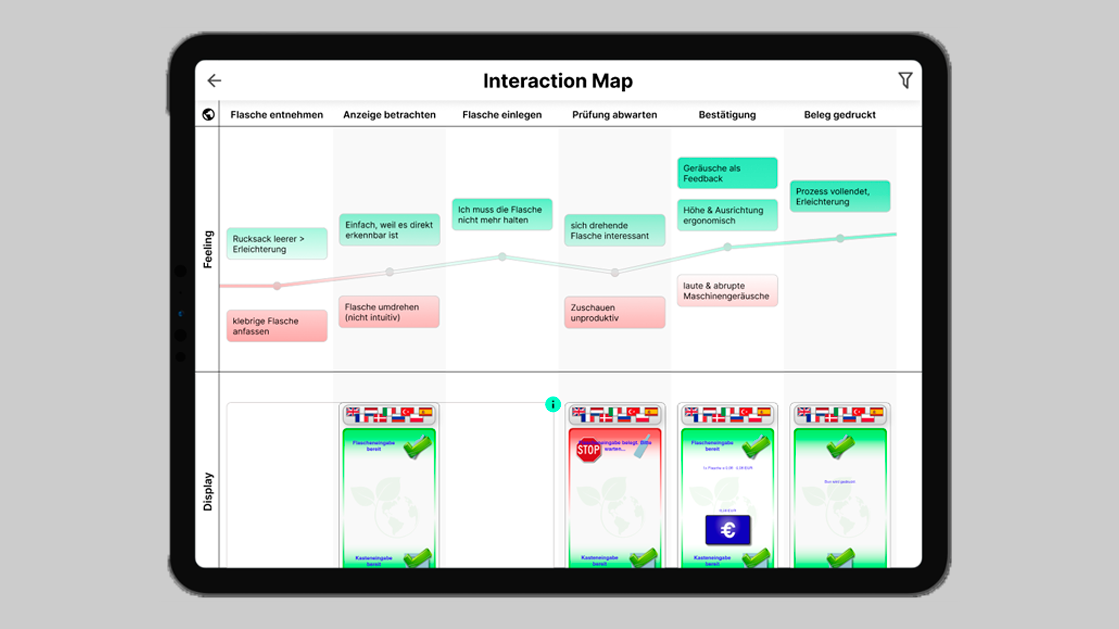 Interaction Map
Flasche entnehmen
Anzeige betrachten
Flasche einlegen
Prüfung abwarten
Bestätigung
Beleg gedruckt
Feeling
Rucksack leerer >
Erleichterung
klebrige Flasche
anfassen
Einfach, weil es direkt
erkennbar ist
Flasche umdrehen
(nicht intuitiv)
Ich muss die Flasche
nicht mehr halten
sich drehende
Flasche interessant
Zuschauen
unproduktiv
Geräusche als
Feedback
Höhe & Ausrichtung
ergonomisch
laute & abrupte
Maschinengeräusche
Prozess vollendet,
Erleichterung
Display
Flascheneingabe
bereit
Kasteneingabe
bereit
i
STOP
belegt. Bitte
warten...
Kasteneingabe
bereit
Flascheneingabe
bereit
€
Kasteneingabe
bereit